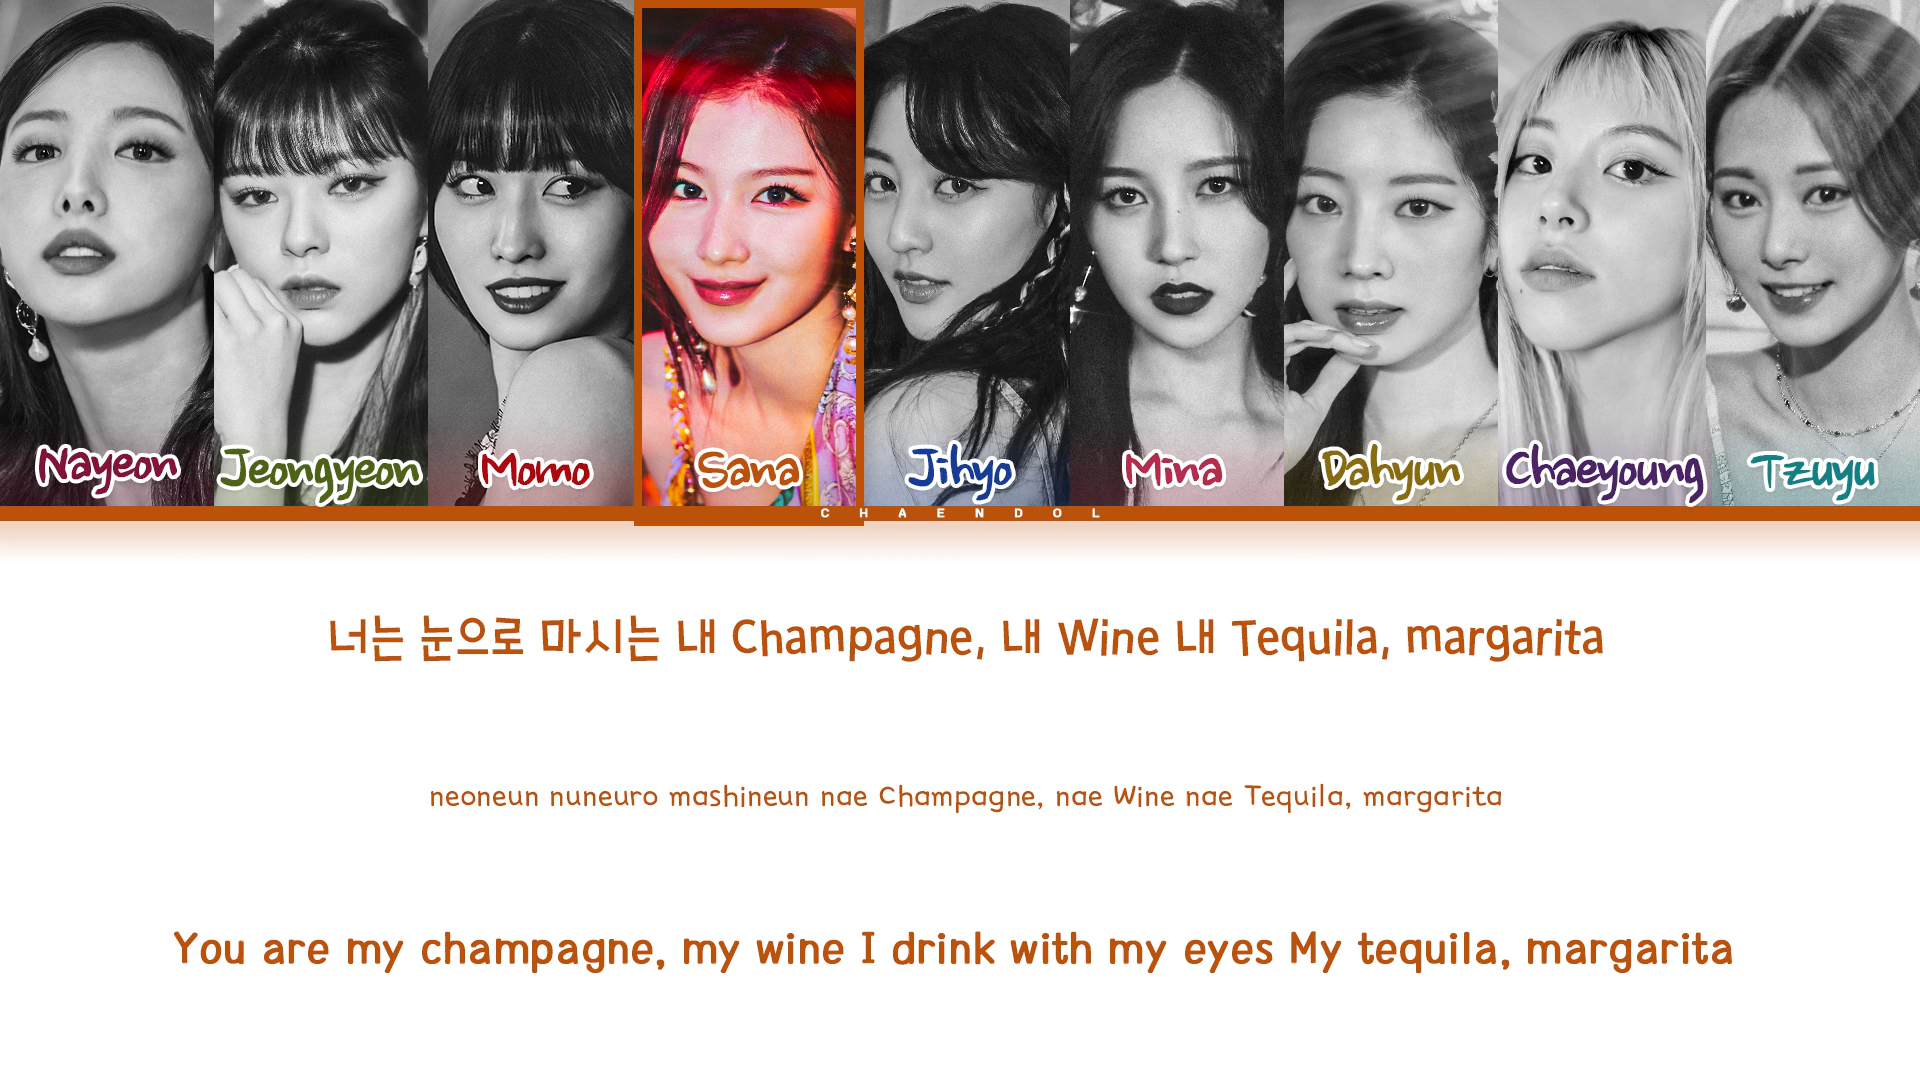 Nayeon Jeongyeon Momo Sana Jihyo Mina Dahyun Chaeyoung Tzuyu
CHAENDOL
너는 눈으로 마시는 내 Champagne, 내 Wine 내 Tequila, margarita
neoneun nuneuro mashineun nae Champagne, nae Wine nae Tequila, margarita
You are my champagne, my wine I drink with my eyes My tequila, margarita